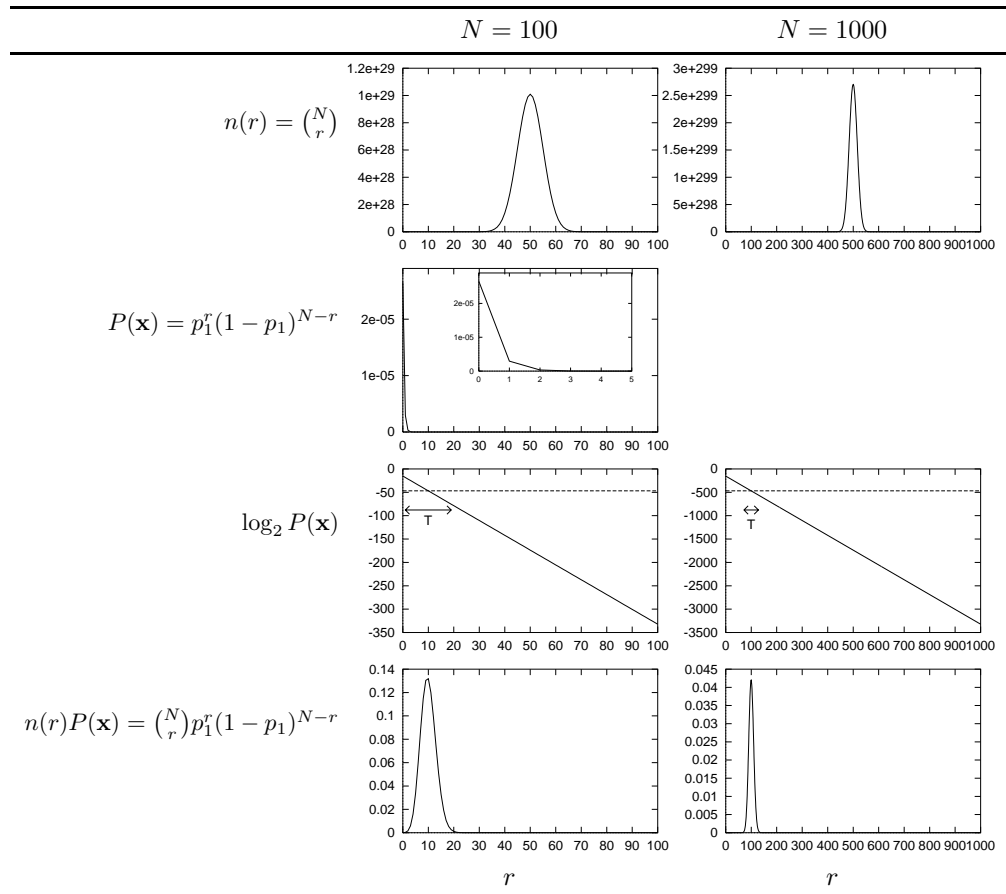 N = 100 N = 1000
n(r) = \binom{N}{r}
1.2e+29
1e+29
8e+28
6e+28
4e+28
2e+28
0
0 10 20 30 40 50 60 70 80 90 100
3e+299
2.5e+299
2e+299
1.5e+299
1e+299
5e+298
0
0 100 200 300 400 500 600 700 800 9001000
P(x) = p_1^r(1 − p_1)^{N−r}
2e-05
1e-05
0
0 10 20 30 40 50 60 70 80 90 100
2e-05
1e-05
0
0 1 2 3 4 5
log_2 P(x)
0
-50
-100
-150
-200
-250
-300
-350
T
0 10 20 30 40 50 60 70 80 90 100
0
-500
-1000
-1500
-2000
-2500
-3000
-3500
T
0 100 200 300 400 500 600 700 800 9001000
n(r)P(x) = \binom{N}{r}p_1^r(1 − p_1)^{N−r}
0.14
0.12
0.1
0.08
0.06
0.04
0.02
0
0 10 20 30 40 50 60 70 80 90 100
0.045
0.04
0.035
0.03
0.025
0.02
0.015
0.01
0.005
0
0 100 200 300 400 500 600 700 800 9001000
r r